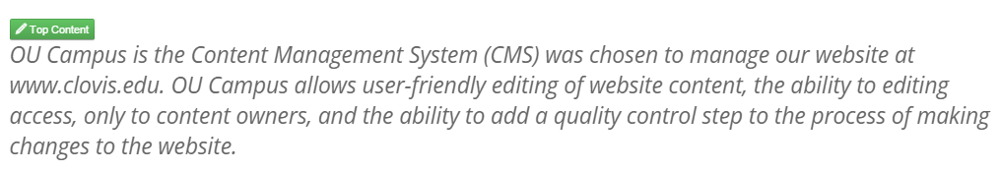 Top Content
OU Campus is the Content Management System (CMS) was chosen to manage our website at
www.clovis.edu. OU Campus allows user-friendly editing of website content, the ability to editing
access, only to content owners, and the ability to add a quality control step to the process of making
changes to the website.